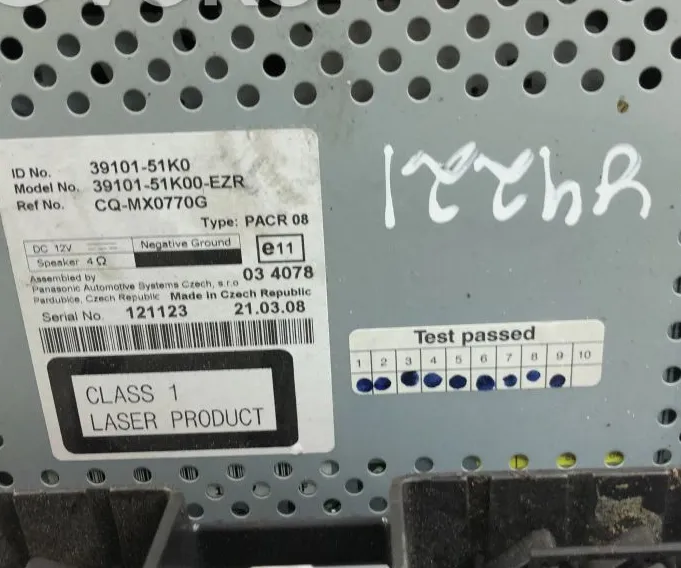 ID No. 39101-51K0
Model No. 39101-51K00-EZR
Ref No. CQ-MX0770G
Type: PACR 08
DC 12V Negative Ground
Speaker 4 Ω
e11
Assembled by 03 4078
Panasonic Automotive Systems Czech, s.r.o
Pardubice, Czech Republic Made in Czech Republic
Serial No. 121123 21.03.08
CLASS 1
LASER PRODUCT
Test passed
1 2 3 4 5 6 7 8 9 10